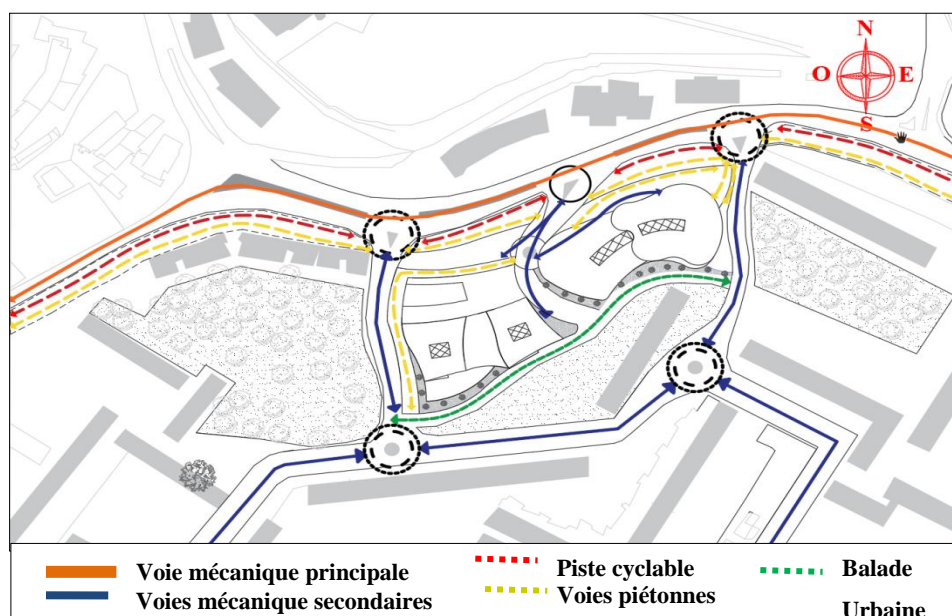 N
O E
S
Voie mécanique principale
Voies mécanique secondaires
Piste cyclable
Voies piétonnes
Balade
Urbaine